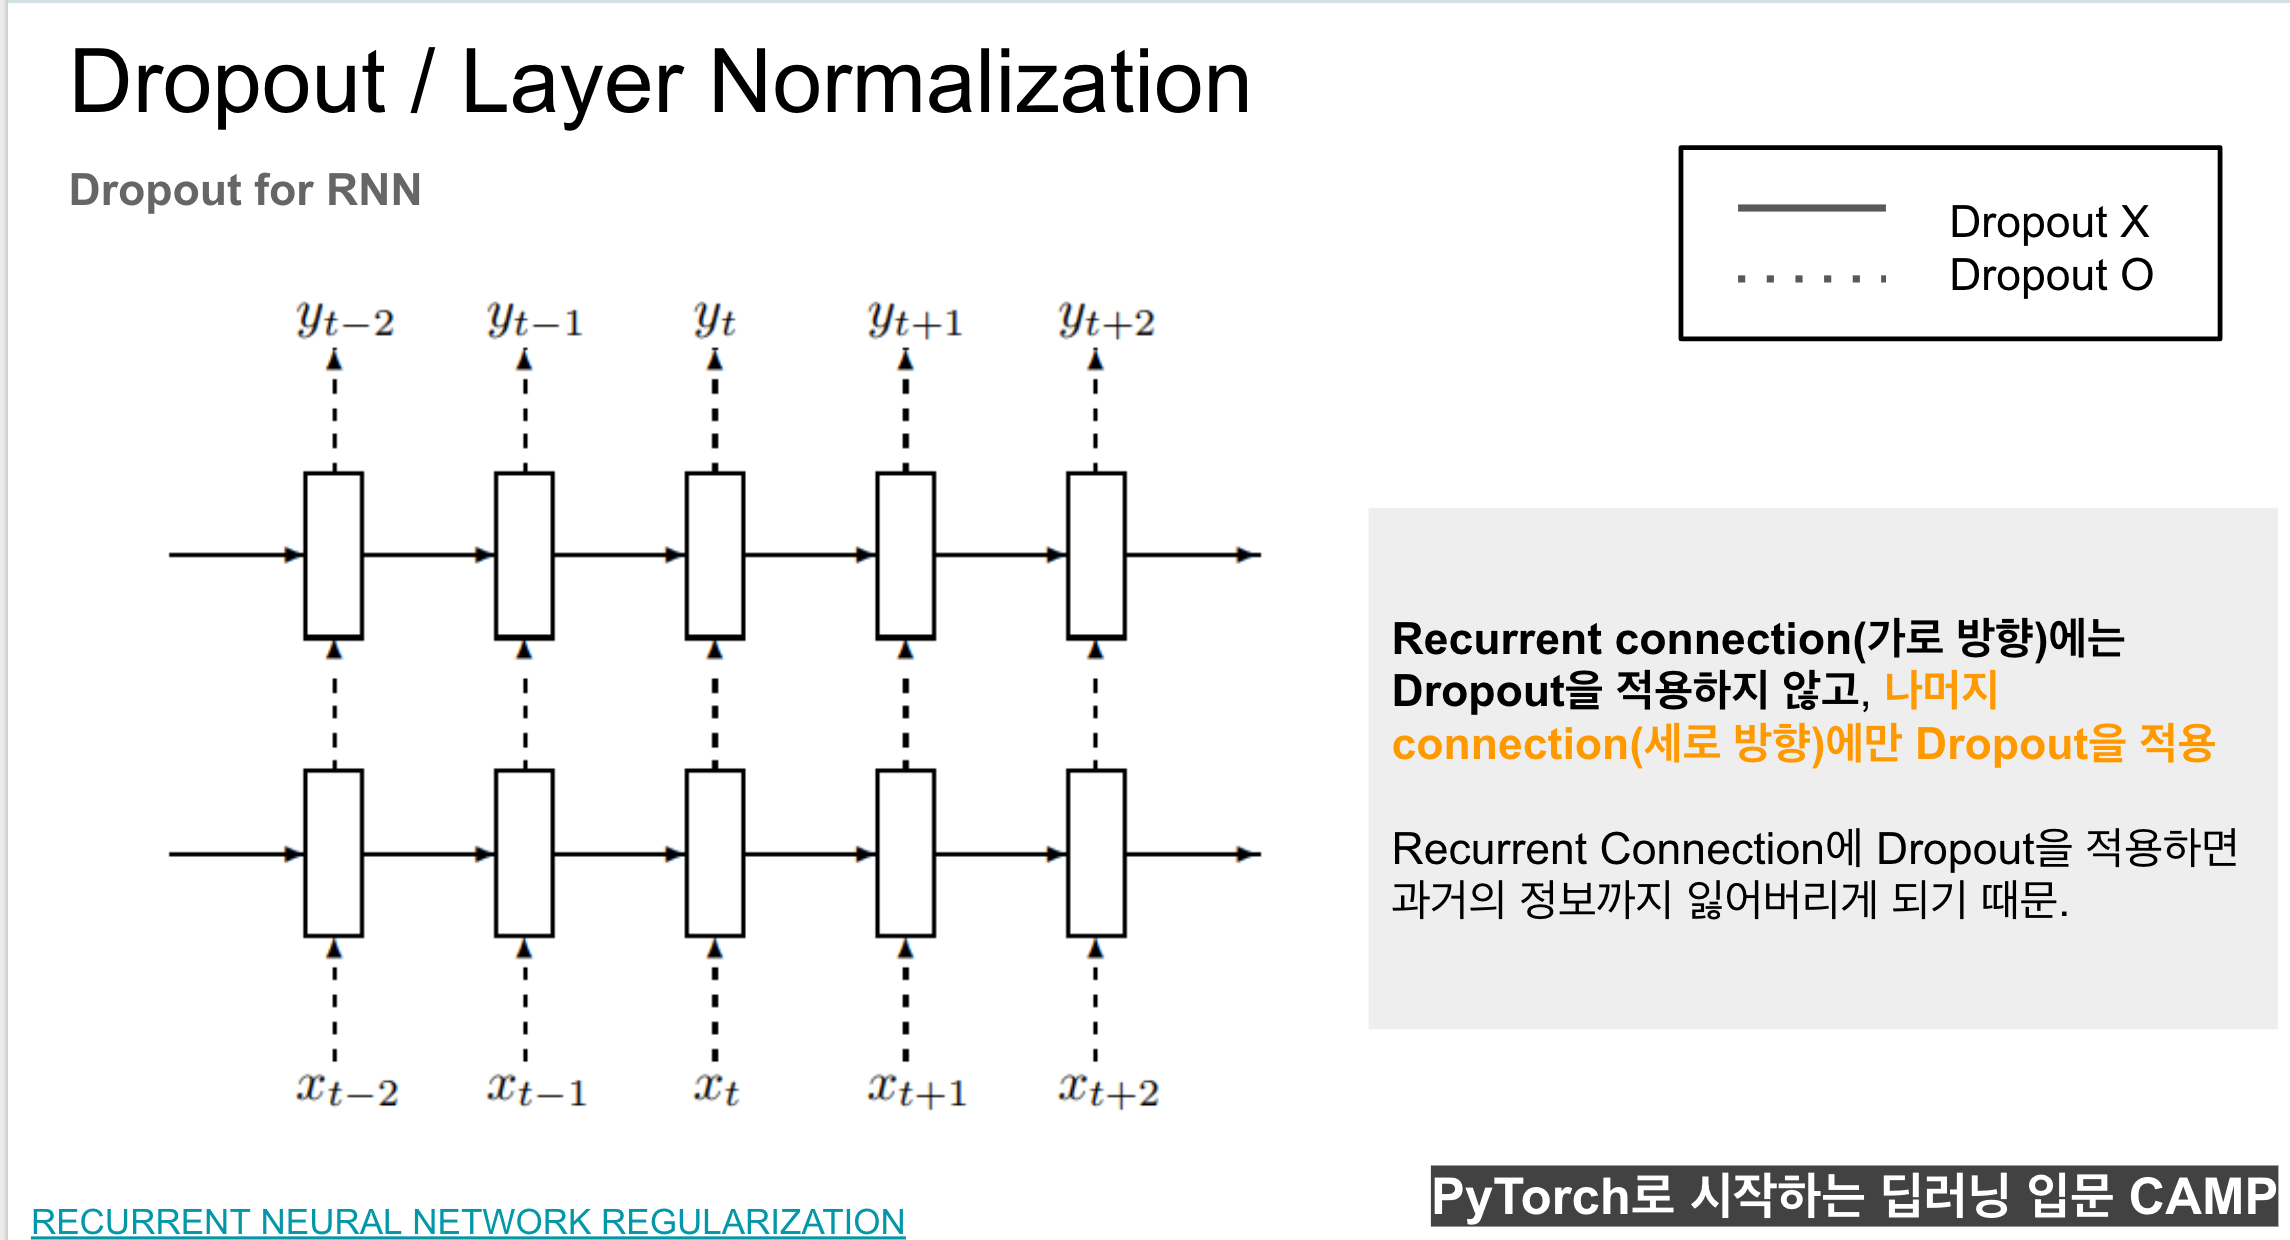 Dropout / Layer Normalization
Dropout for RNN
Dropout X
Dropout O
y_{t-2} y_{t-1} y_t y_{t+1} y_{t+2}
x_{t-2} x_{t-1} x_t x_{t+1} x_{t+2}
Recurrent connection(가로 방향)에는
Dropout을 적용하지 않고, 나머지
connection(세로 방향)에만 Dropout을 적용
Recurrent Connection에 Dropout을 적용하면
과거의 정보까지 잃어버리게 되기 때문.
RECURRENT NEURAL NETWORK REGULARIZATION
PyTorch로 시작하는 딥러닝 입문 CAMP